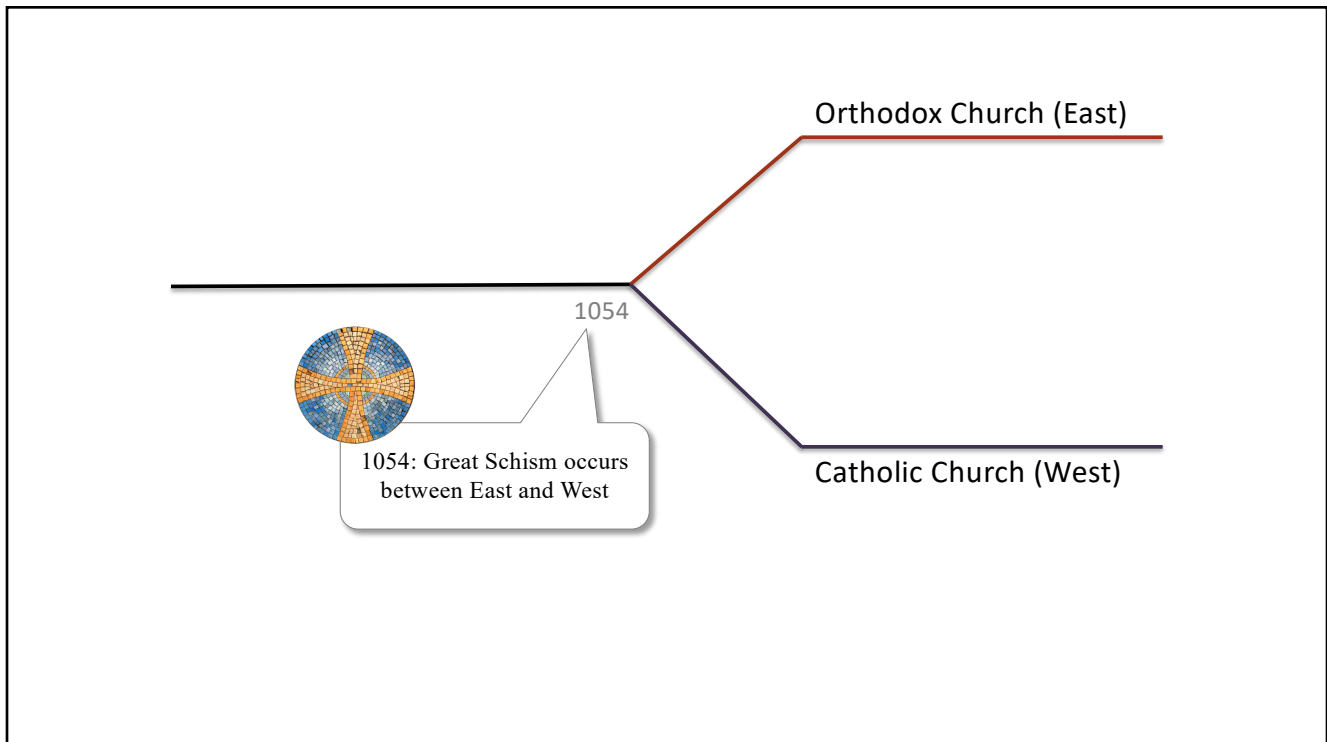 Orthodox Church (East)
1054
1054: Great Schism occurs
between East and West
Catholic Church (West)